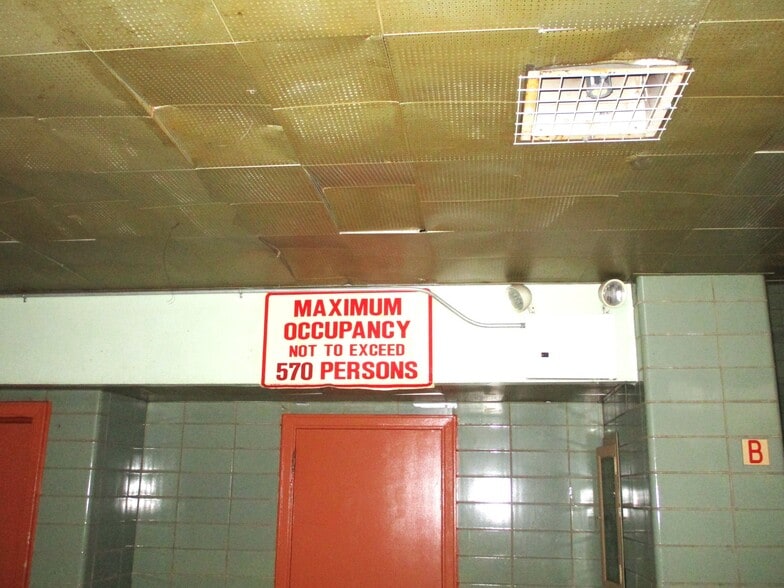 MAXIMUM
OCCUPANCY
NOT TO EXCEED
570 PERSONS
B